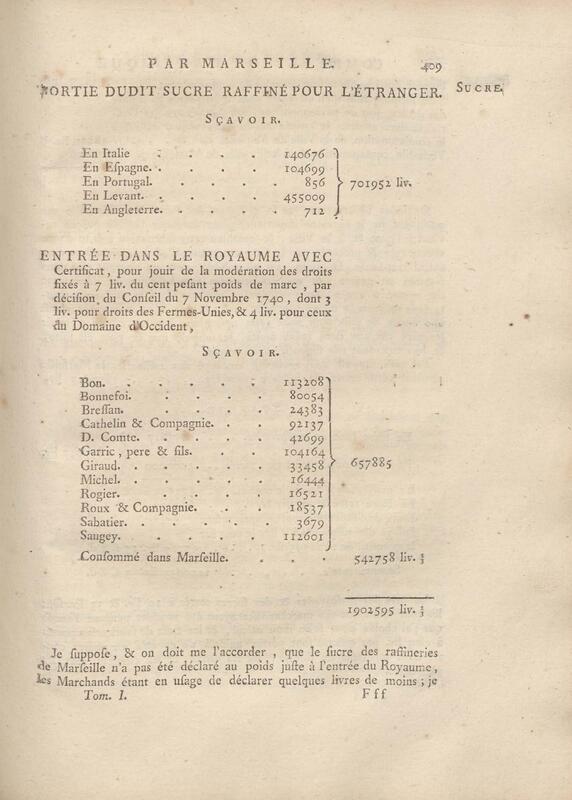 PAR MARSEILLE. 409
SORTIE DUDIT SUCRE RAFFINÉ POUR L'ÉTRANGER. SUCRE.
SÇAVOIR.
En Italie . . . . 140676
En Eſpagne. . . . . 104699
En Portugal. . . . . 856 701952 liv.
En Levant. . . . . 455009
En Angleterre. . . . . 712
ENTRÉE DANS LE ROYAUME AVEC
Certificat, pour jouir de la modération des droits
fixés à 7 liv. du cent peſant poids de marc, par
déciſion du Conſeil du 7 Novembre 1740, dont 3
liv. pour droits des Fermes-Unies, & 4 liv. pour ceux
du Domaine d'Occident,
SÇAVOIR.
Bon. . . . . . 113208
Bonnefoi. . . . . 80054
Breſſan. . . . . 24383
Cathelin & Compagnie. . . 92137
D. Comte. . . . . 42699
Garric, pere & fils. . . 104164
Giraud. . . . . . 33458 657885
Michel. . . . . . 16444
Rogier. . . . . 16521
Roux & Compagnie. . . 18537
Sabatier. . . . . . 3679
Saugey. . . . . 112601
Conſommé dans Marſeille. . . . 542758 liv. ⅔
1902595 liv. ⅔
Je ſuppoſe, & on doit me l'accorder, que le ſucre des raffineries
de Marſeille n'a pas été déclaré au poids juſte à l'entrée du Royaume,
les Marchands étant en uſage de déclarer quelques livres de moins; je
Tom. I. Fff